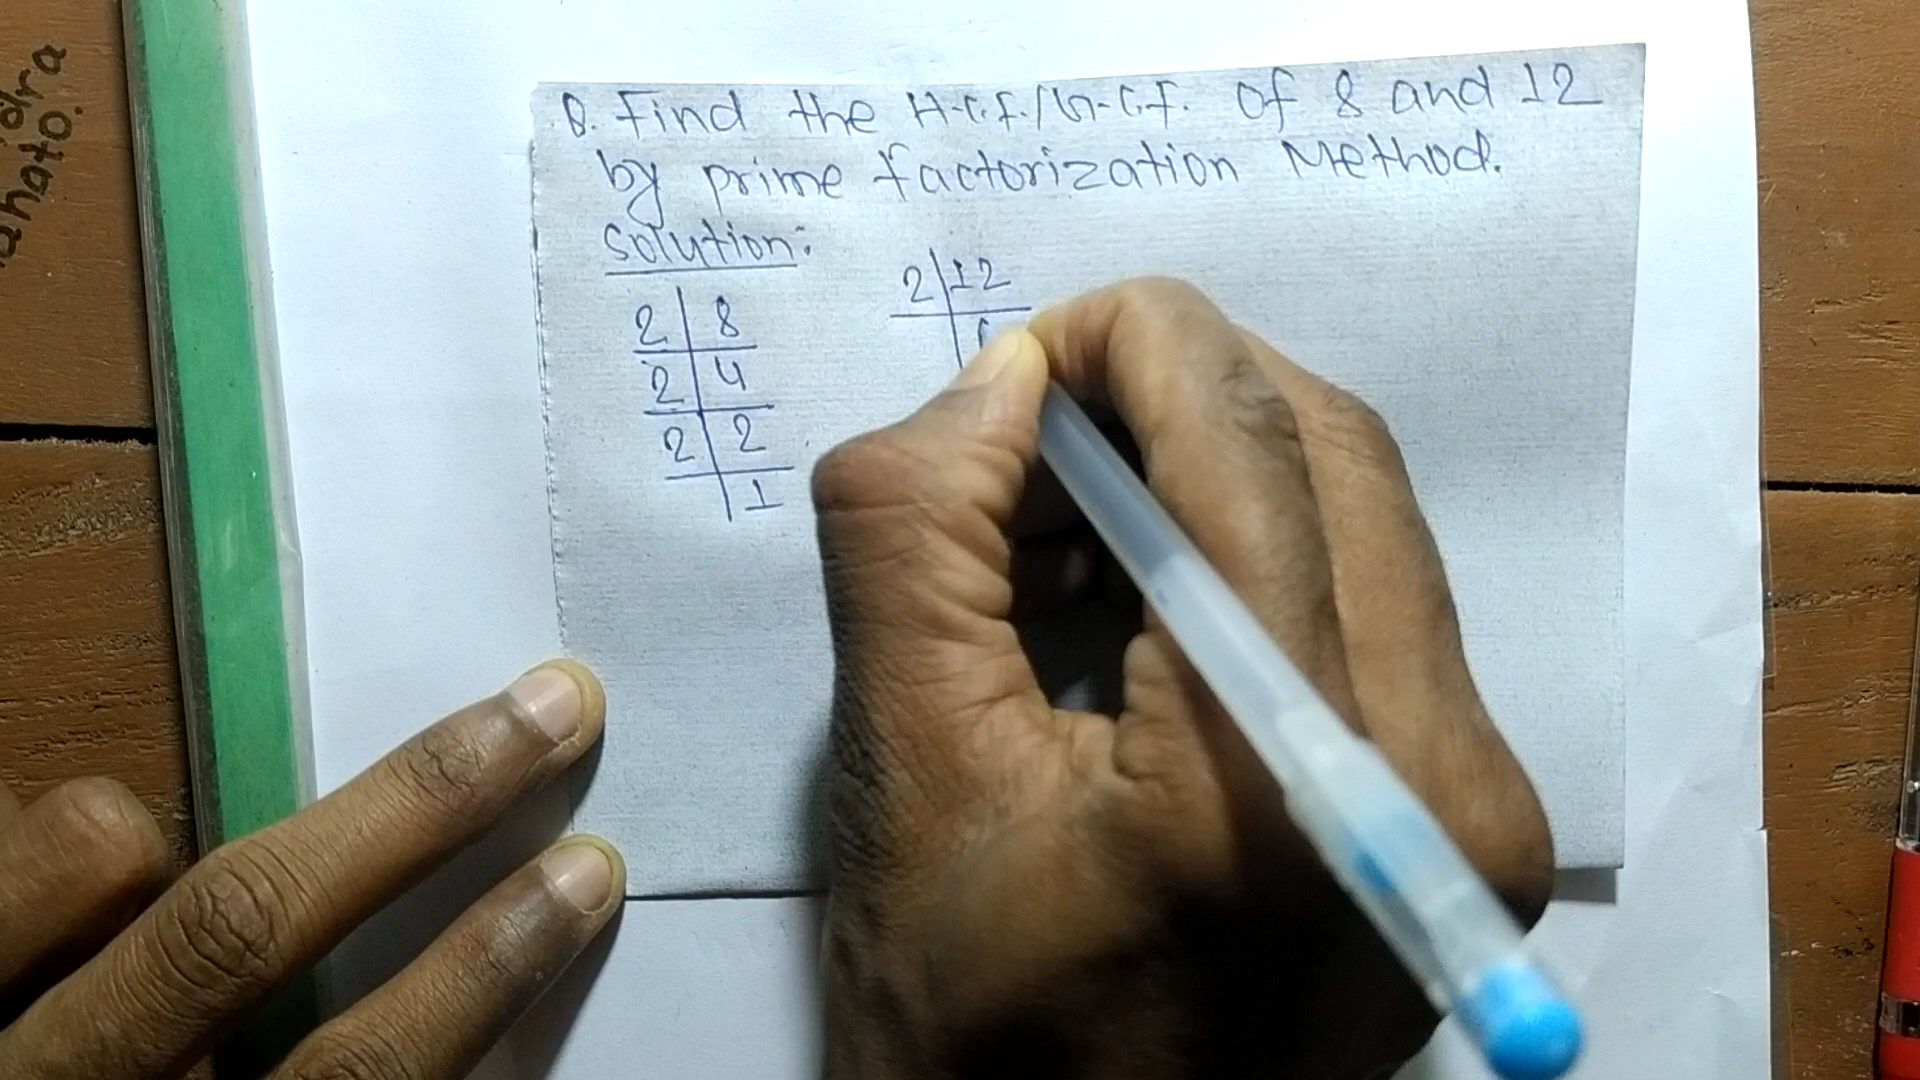 Q. Find the H.C.F./G.C.F. of 8 and 12
by prime factorization Method.
Solution:
2 | 8
2 | 4
2 | 2
1
2 | 12
ahato.